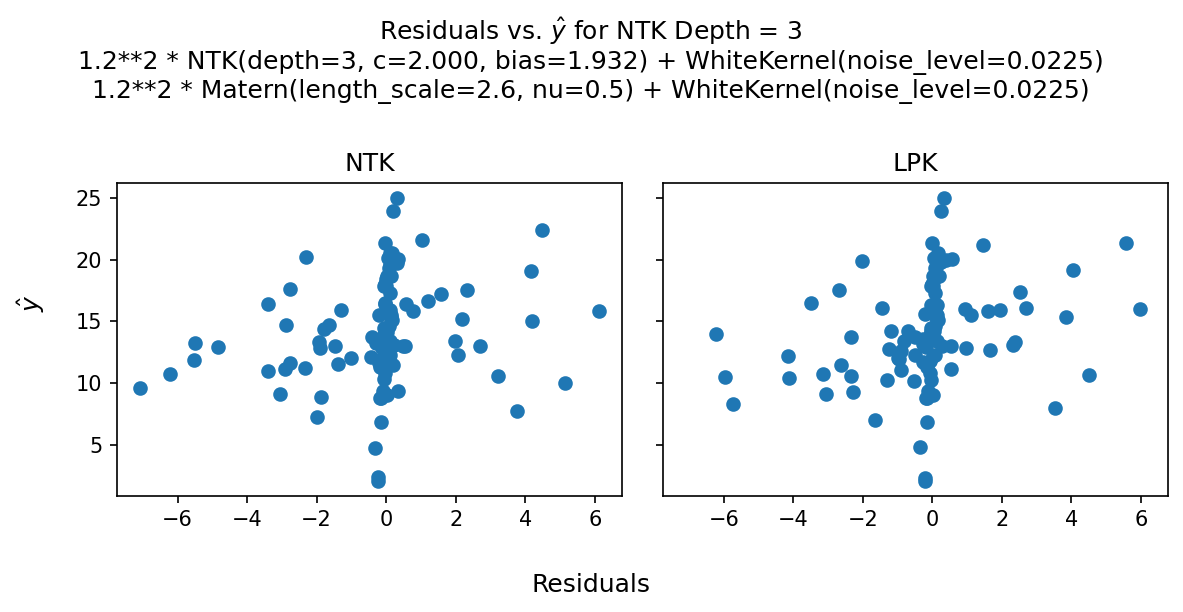 Residuals vs. ŷ for NTK Depth = 3
1.2**2 * NTK(depth=3, c=2.000, bias=1.932) + WhiteKernel(noise_level=0.0225)
1.2**2 * Matern(length_scale=2.6, nu=0.5) + WhiteKernel(noise_level=0.0225)
NTK
LPK
25
20
15
10
5
ŷ
−6 −4 −2 0 2 4 6
−6 −4 −2 0 2 4 6
Residuals